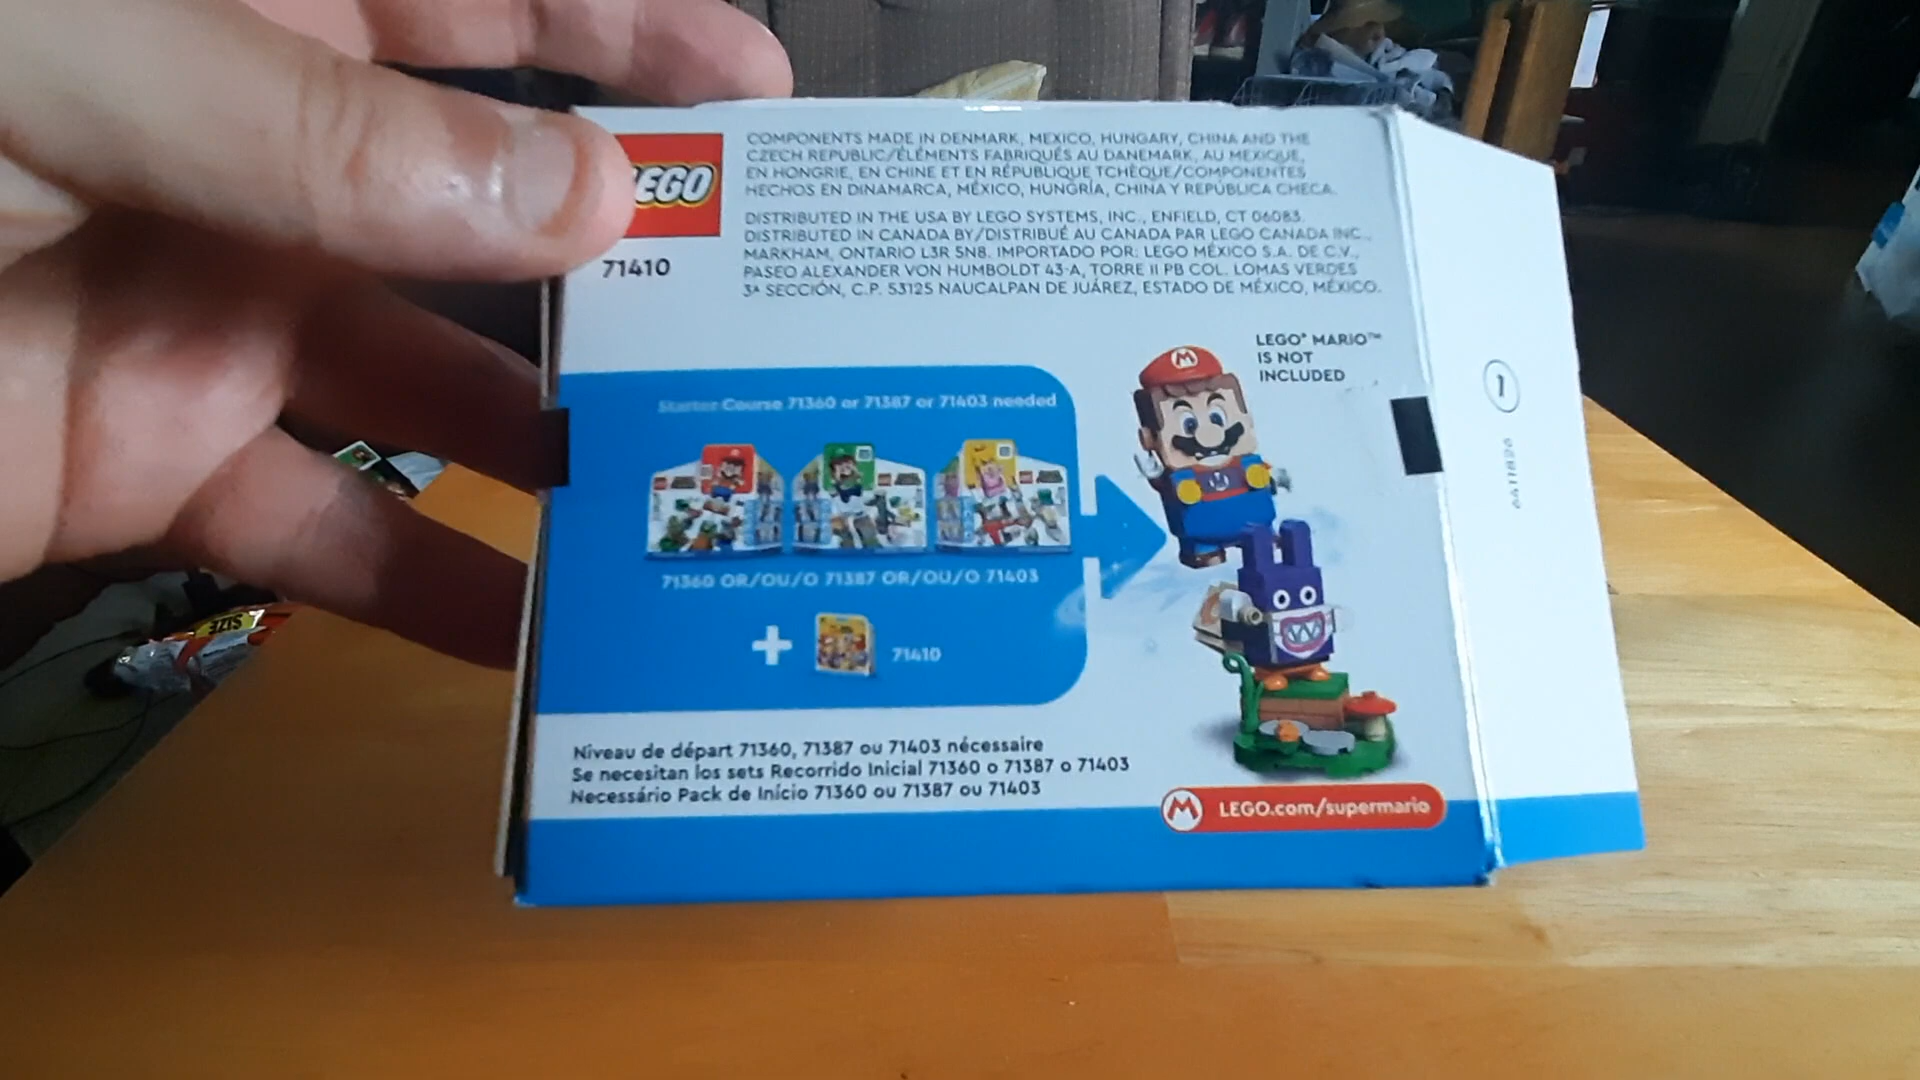 LEGO
71410
COMPONENTS MADE IN DENMARK, MEXICO, HUNGARY, CHINA AND THE
CZECH REPUBLIC/ÉLÉMENTS FABRIQUÉS AU DANEMARK, AU MEXIQUE,
EN HONGRIE, EN CHINE ET EN RÉPUBLIQUE TCHÈQUE/COMPONENTES
HECHOS EN DINAMARCA, MÉXICO, HUNGRÍA, CHINA Y REPÚBLICA CHECA.
DISTRIBUTED IN THE USA BY LEGO SYSTEMS, INC., ENFIELD, CT 06083.
DISTRIBUTED IN CANADA BY/DISTRIBUÉ AU CANADA PAR LEGO CANADA INC.,
MARKHAM, ONTARIO L3R 5N8. IMPORTADO POR: LEGO MÉXICO S.A. DE C.V.,
PASEO ALEXANDER VON HUMBOLDT 43-A, TORRE II PB COL. LOMAS VERDES
3ª SECCIÓN, C.P. 53125 NAUCALPAN DE JUÁREZ, ESTADO DE MÉXICO, MÉXICO.
LEGO® MARIO™
IS NOT
INCLUDED
Starter Course 71360 or 71387 or 71403 needed
71360 OR/OU/O 71387 OR/OU/O 71403
+ 71410
Niveau de départ 71360, 71387 ou 71403 nécessaire
Se necesitan los sets Recorrido Inicial 71360 o 71387 o 71403
Necessário Pack de Início 71360 ou 71387 ou 71403
M LEGO.com/supermario
1
SIZE